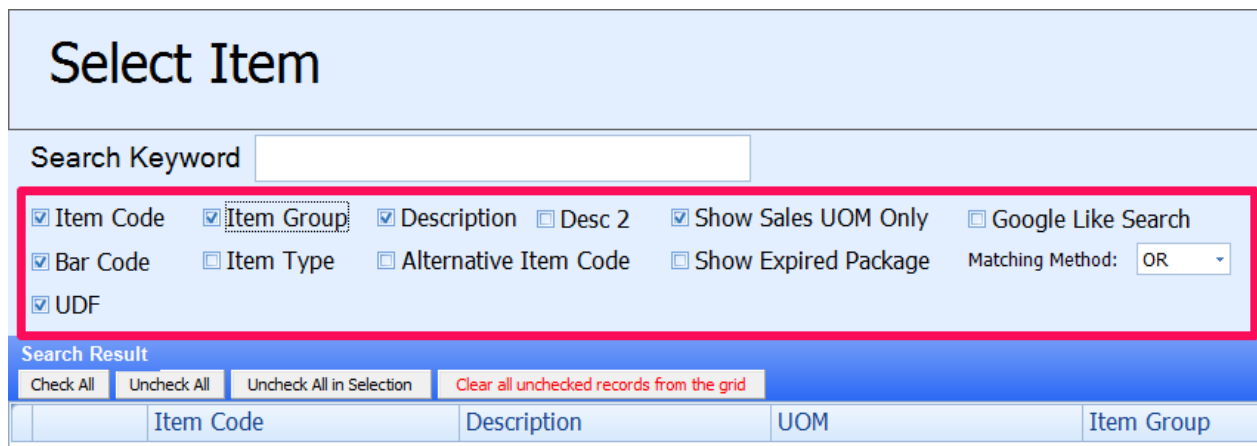 Select Item
Search Keyword
Item Code Item Group Description Desc 2 Show Sales UOM Only Google Like Search
Bar Code Item Type Alternative Item Code Show Expired Package Matching Method: OR
UDF
Search Result
Check All Uncheck All Uncheck All in Selection Clear all unchecked records from the grid
Item Code Description UOM Item Group